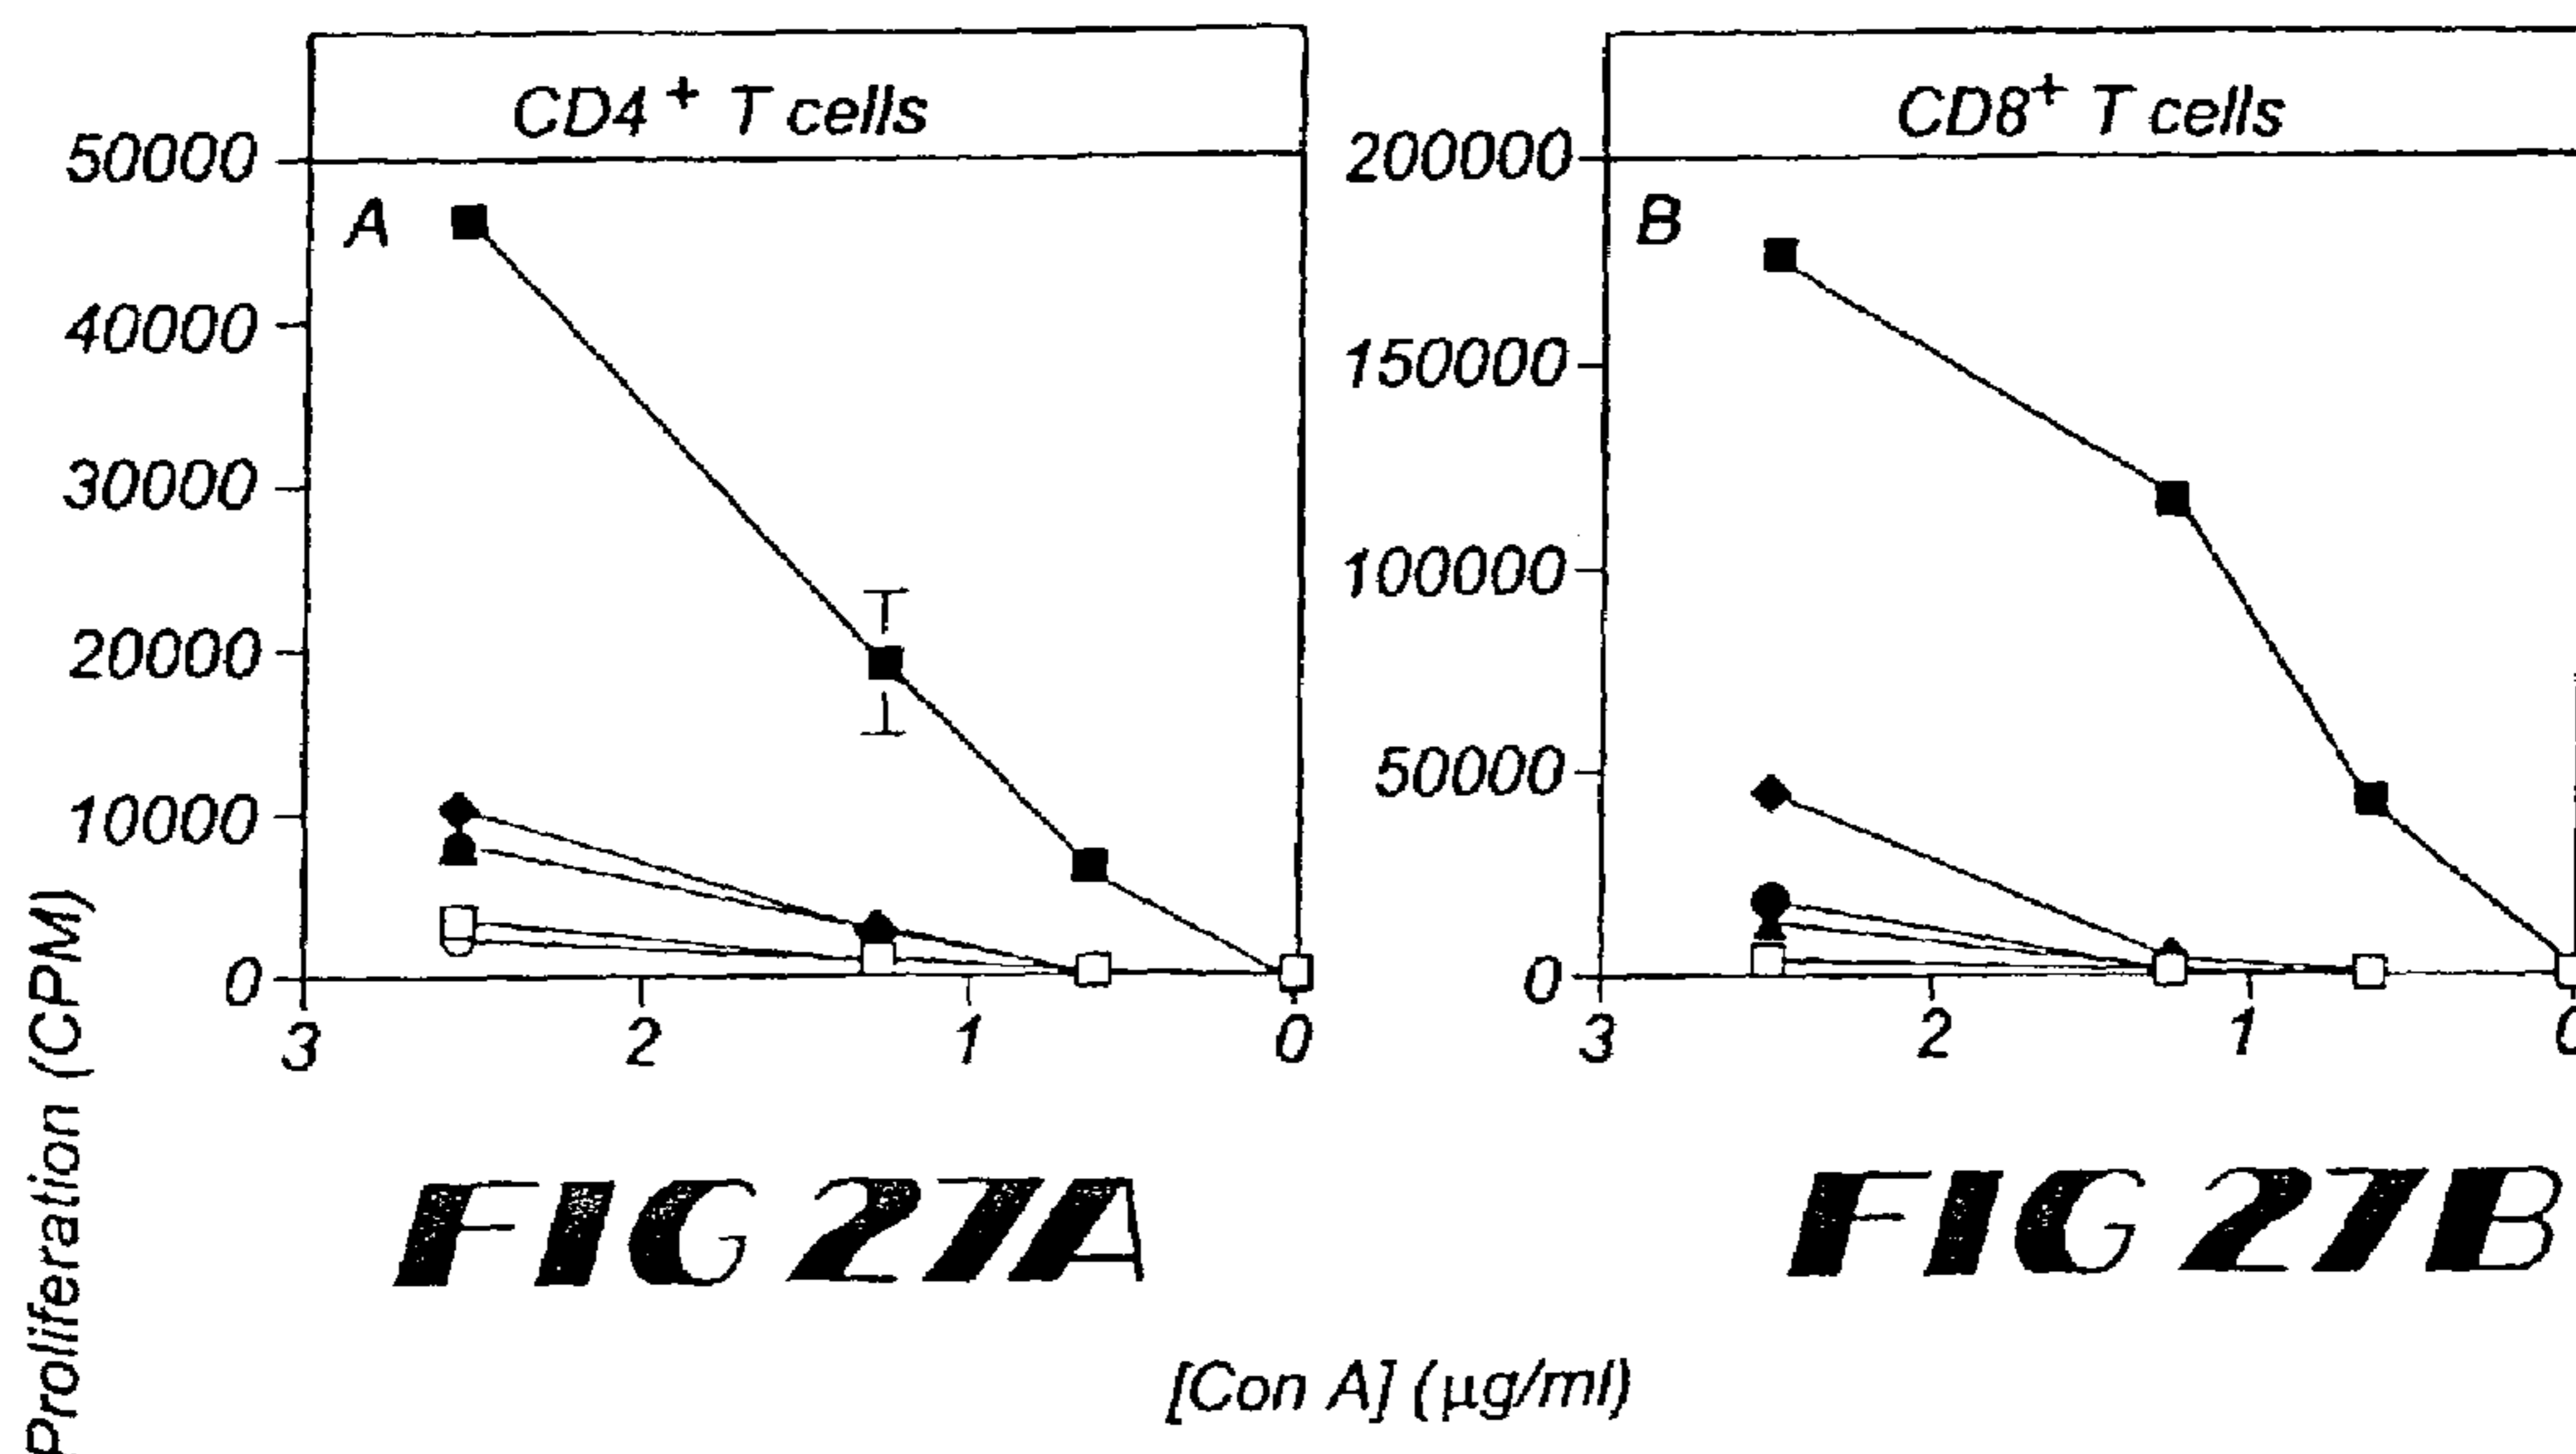 CD4+ T cells
A
50000
40000
30000
20000
10000
0
3 2 1 0
FIG 27A
CD8+ T cells
B
200000
150000
100000
50000
0
3 2 1 0
FIG 27B
Proliferation (CPM)
[Con A] (μg/ml)